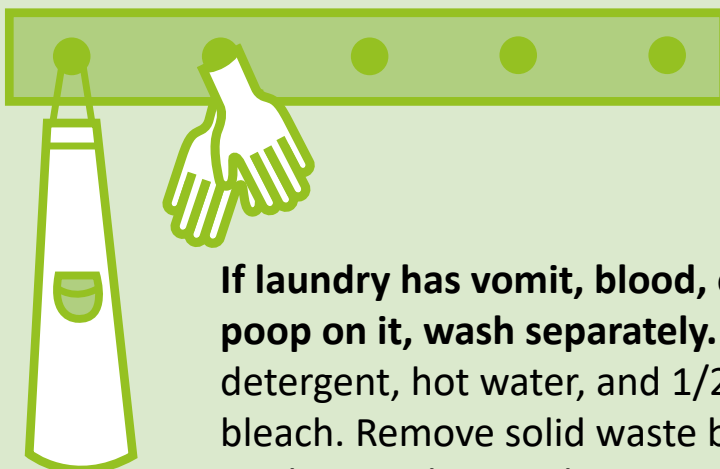 If laundry has vomit, blood,
poop on it, wash separately.
detergent, hot water, and 1/2
bleach. Remove solid waste